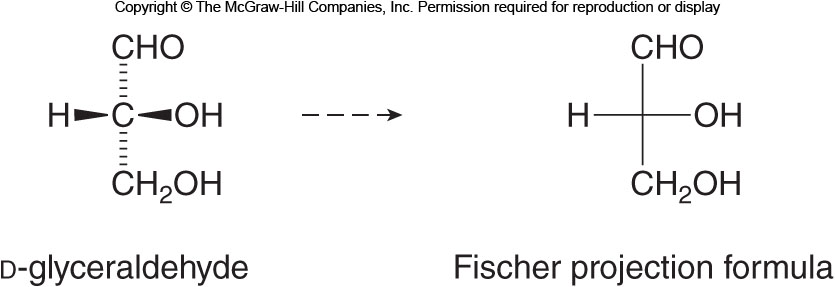 Copyright © The McGraw-Hill Companies, Inc. Permission required for reproduction or display
CHO CHO
H C OH H OH
CH₂OH CH₂OH
D-glyceraldehyde Fischer projection formula